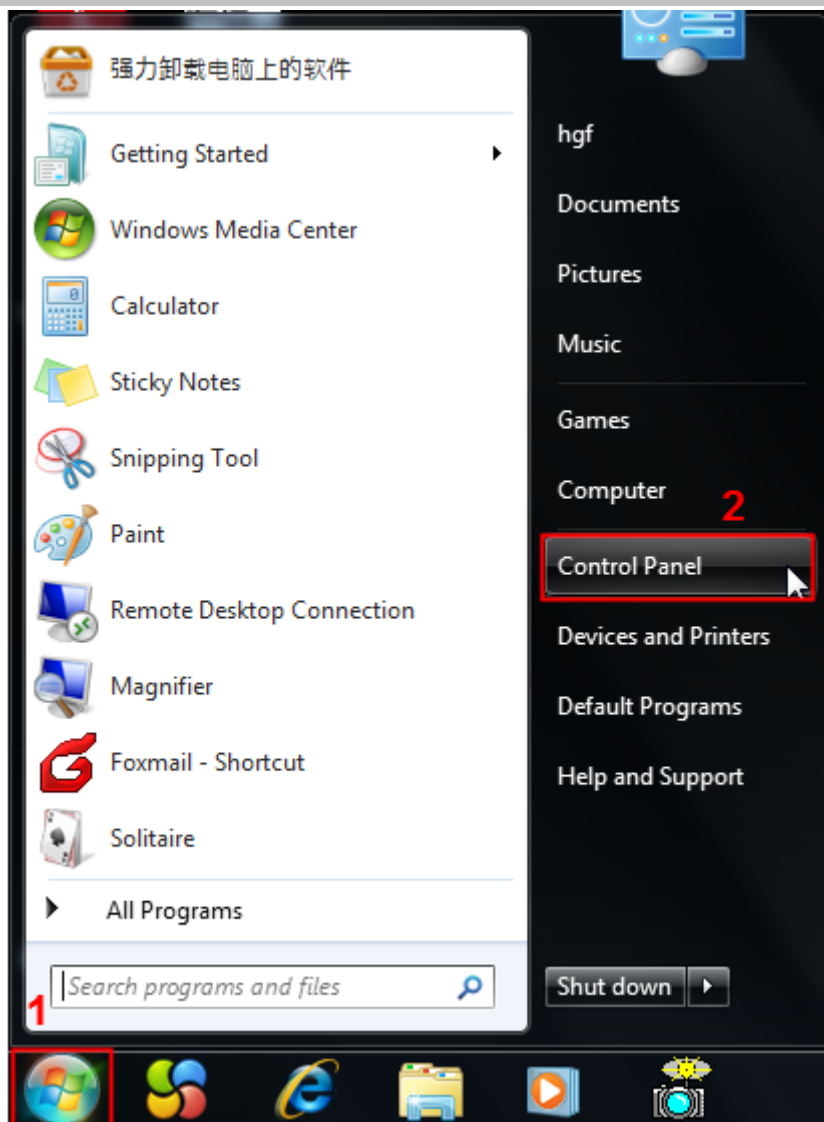 强力卸载电脑上的软件
Getting Started
Windows Media Center
Calculator
Sticky Notes
Snipping Tool
Paint
Remote Desktop Connection
Magnifier
Foxmail - Shortcut
Solitaire
All Programs
Search programs and files
1
hgf
Documents
Pictures
Music
Games
Computer
2
Control Panel
Devices and Printers
Default Programs
Help and Support
Shut down